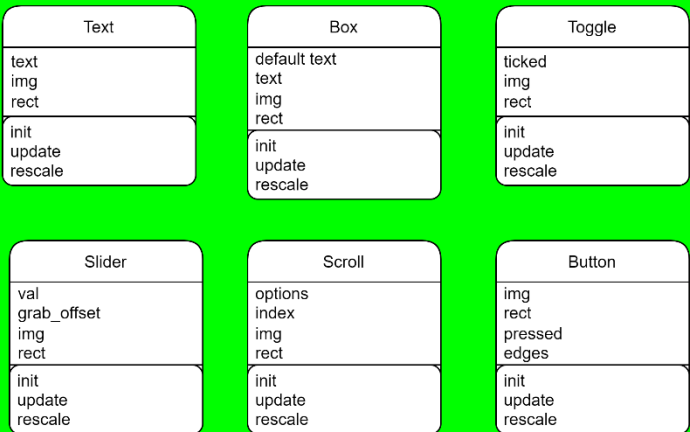 Text
text
img
rect
init
update
rescale
Box
default text
text
img
rect
init
update
rescale
Toggle
ticked
img
rect
init
update
rescale
Slider
val
grab_offset
img
rect
init
update
rescale
Scroll
options
index
img
rect
init
update
rescale
Button
img
rect
pressed
edges
init
update
rescale